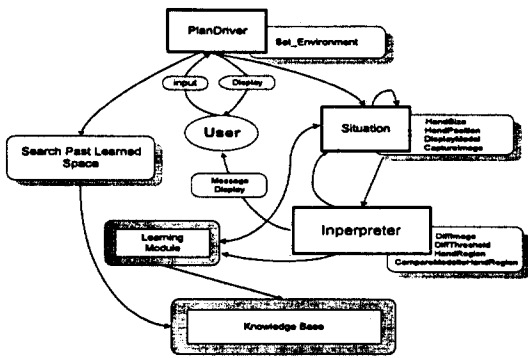 PlanDriver
Set_Environment
Input
Display
User
Situation
HandSize
HandPosition
DisplayModel
CaptureImage
Search Past Learned
Space
Message
Display
Inperpreter
DiffImage
DiffThreshold
HandRegion
CompareModeltoHandRegion
Learning
Module
Knowledge Base